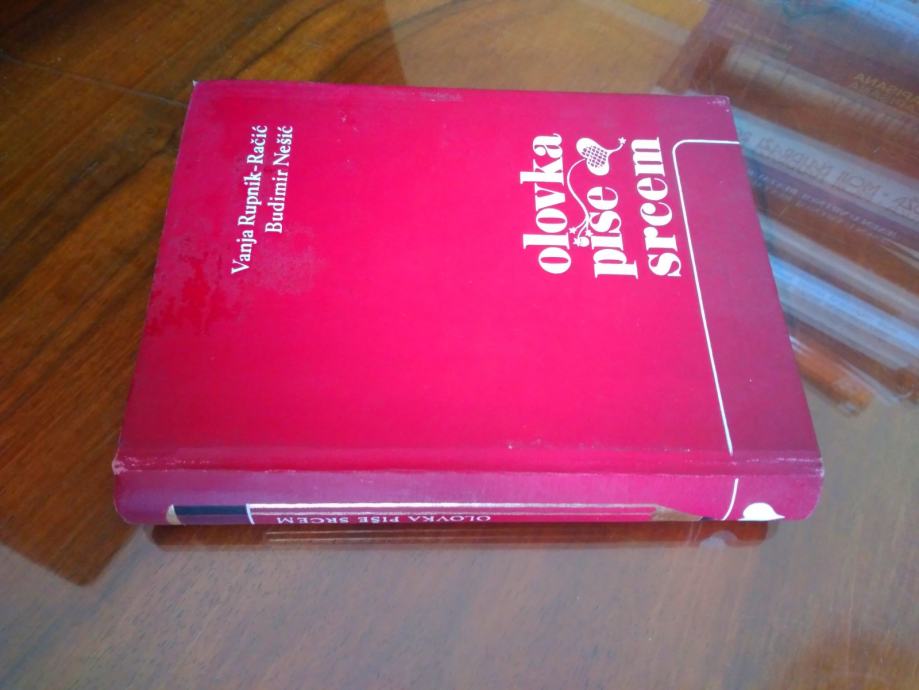 Vanja Rupnik-Račić
Budimir Nešić
olovka
piše
srcem
OLOVKA PIŠE SRCEM